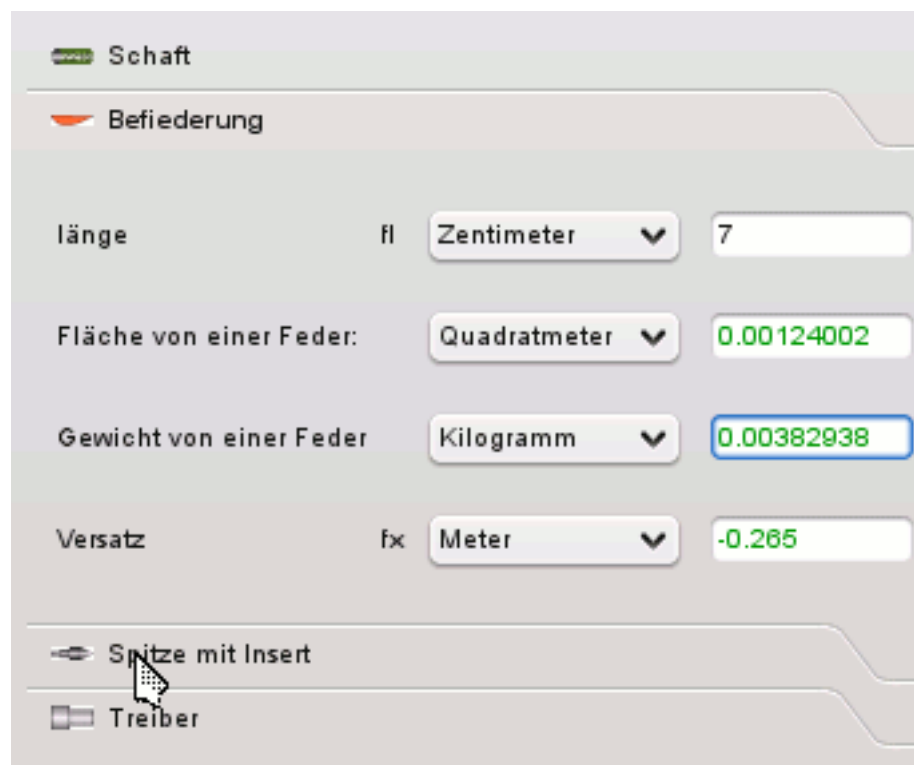 Schaft
Befiederung
länge fl Zentimeter 7
Fläche von einer Feder: Quadratmeter 0.00124002
Gewicht von einer Feder Kilogramm 0.00382938
Versatz fx Meter -0.265
Spitze mit Insert
Treiber